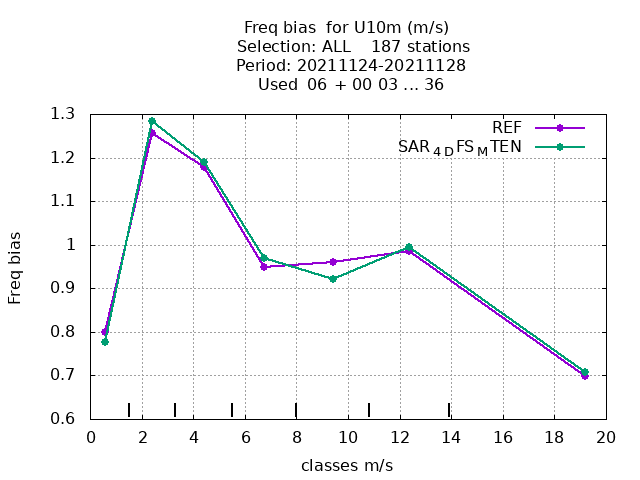 Freq bias  for U10m (m/s)
Selection: ALL    187 stations
Period: 20211124-20211128
Used  06 + 00 03 ... 36
1.3
1.2
1.1
1
0.9
0.8
0.7
0.6
Freq bias
REF
SAR4DFSMTEN
0 2 4 6 8 10 12 14 16 18 20
classes m/s